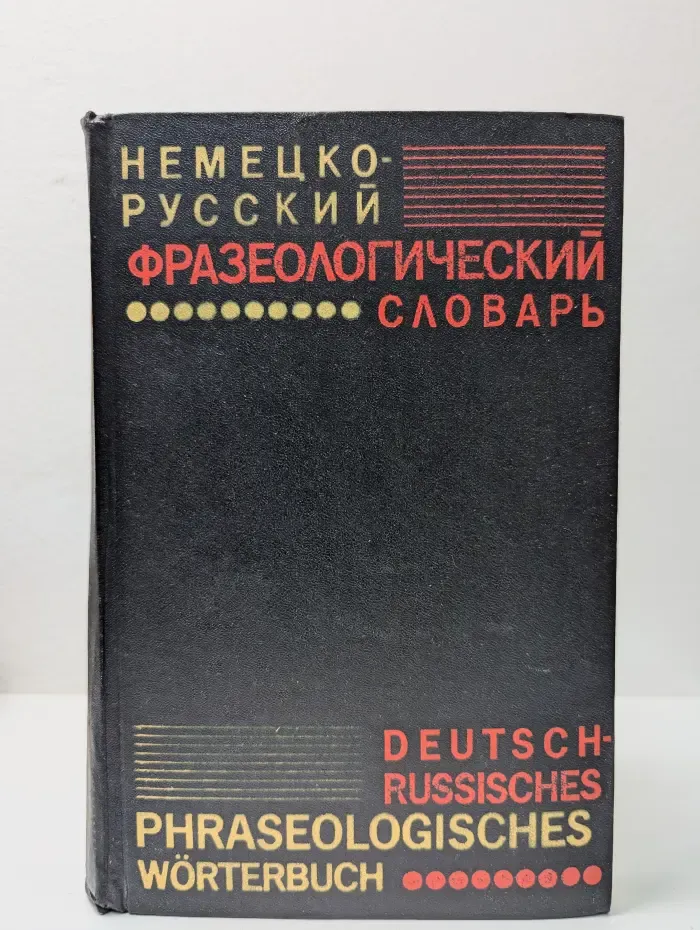 НЕМЕЦКО-
РУССКИЙ
ФРАЗЕОЛОГИЧЕСКИЙ
СЛОВАРЬ
DEUTSCH-
RUSSISCHES
PHRASEOLOGISCHES
WÖRTERBUCH